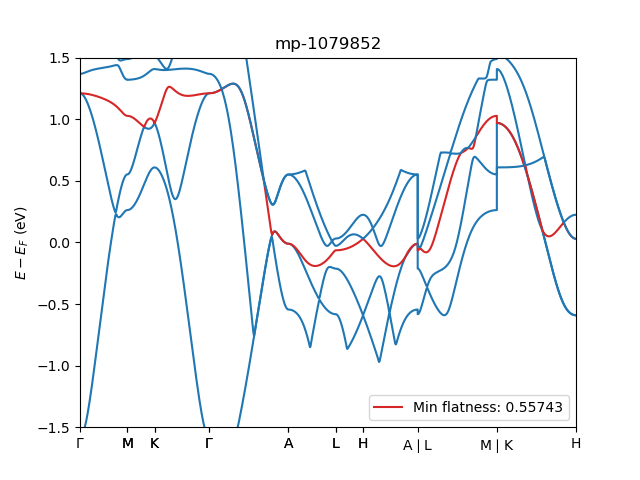 mp-1079852
E − E_F (eV)
1.5
1.0
0.5
0.0
−0.5
−1.0
−1.5
Min flatness: 0.55743
Γ M K Γ A L H A | L M | K H